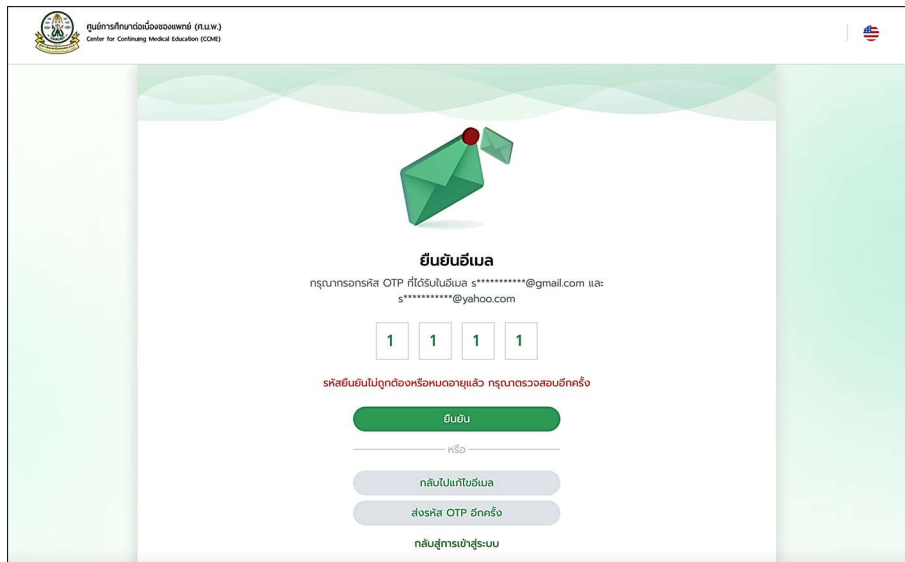 ศูนย์การศึกษาต่อเนื่องของแพทย์ (ศ.น.พ.)
Center for Continuing Medical Education (CCME)
ยืนยันอีเมล
กรุณากรอกรหัส OTP ที่ได้รับในอีเมล s***********@gmail.com และ
s***********@yahoo.com
1 1 1 1
รหัสยืนยันไม่ถูกต้องหรือหมดอายุแล้ว กรุณาตรวจสอบอีกครั้ง
ยืนยัน
หรือ
กลับไปแก้ไขอีเมล
ส่งรหัส OTP อีกครั้ง
กลับสู่การเข้าสู่ระบบ